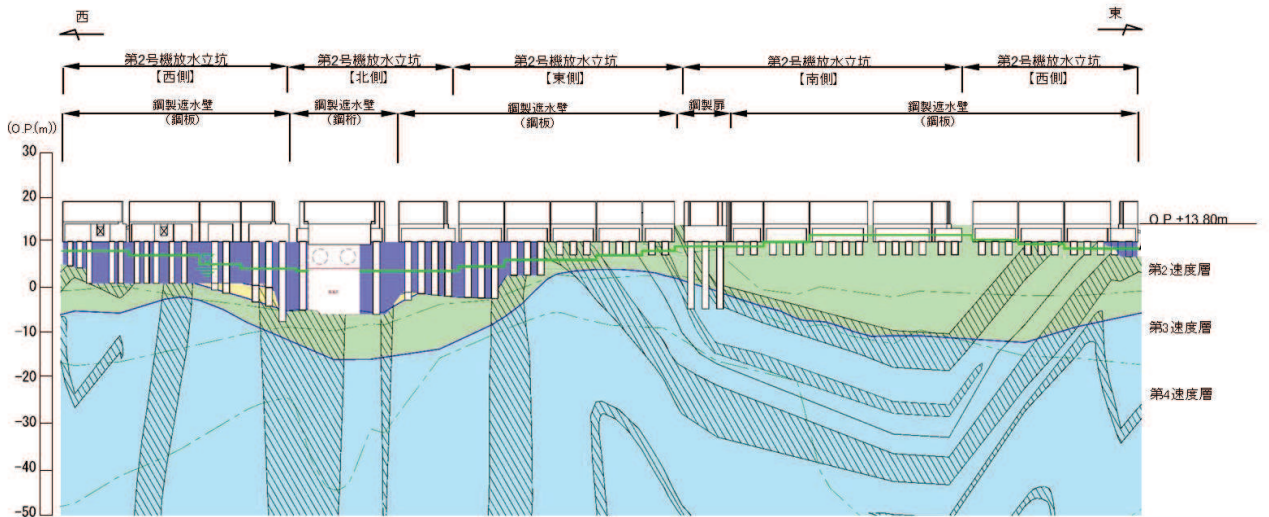 西
東
第2号機放水立坑
【西側】
第2号機放水立坑
【北側】
第2号機放水立坑
【東側】
第2号機放水立坑
【南側】
第2号機放水立坑
【西側】
鋼製遮水壁
(鋼板)
鋼製遮水壁
(鋼桁)
鋼製遮水壁
(鋼板)
鋼製扉
鋼製遮水壁
(鋼板)
(O.P.(m))
30
20
10
0
-10
-20
-30
-40
-50
O.P.+13.80m
第2速度層
第3速度層
第4速度層